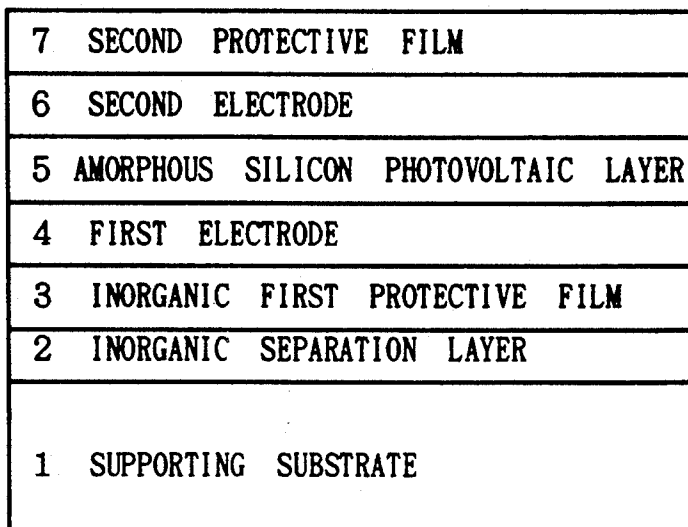 7 SECOND PROTECTIVE FILM
6 SECOND ELECTRODE
5 AMORPHOUS SILICON PHOTOVOLTAIC LAYER
4 FIRST ELECTRODE
3 INORGANIC FIRST PROTECTIVE FILM
2 INORGANIC SEPARATION LAYER
1 SUPPORTING SUBSTRATE